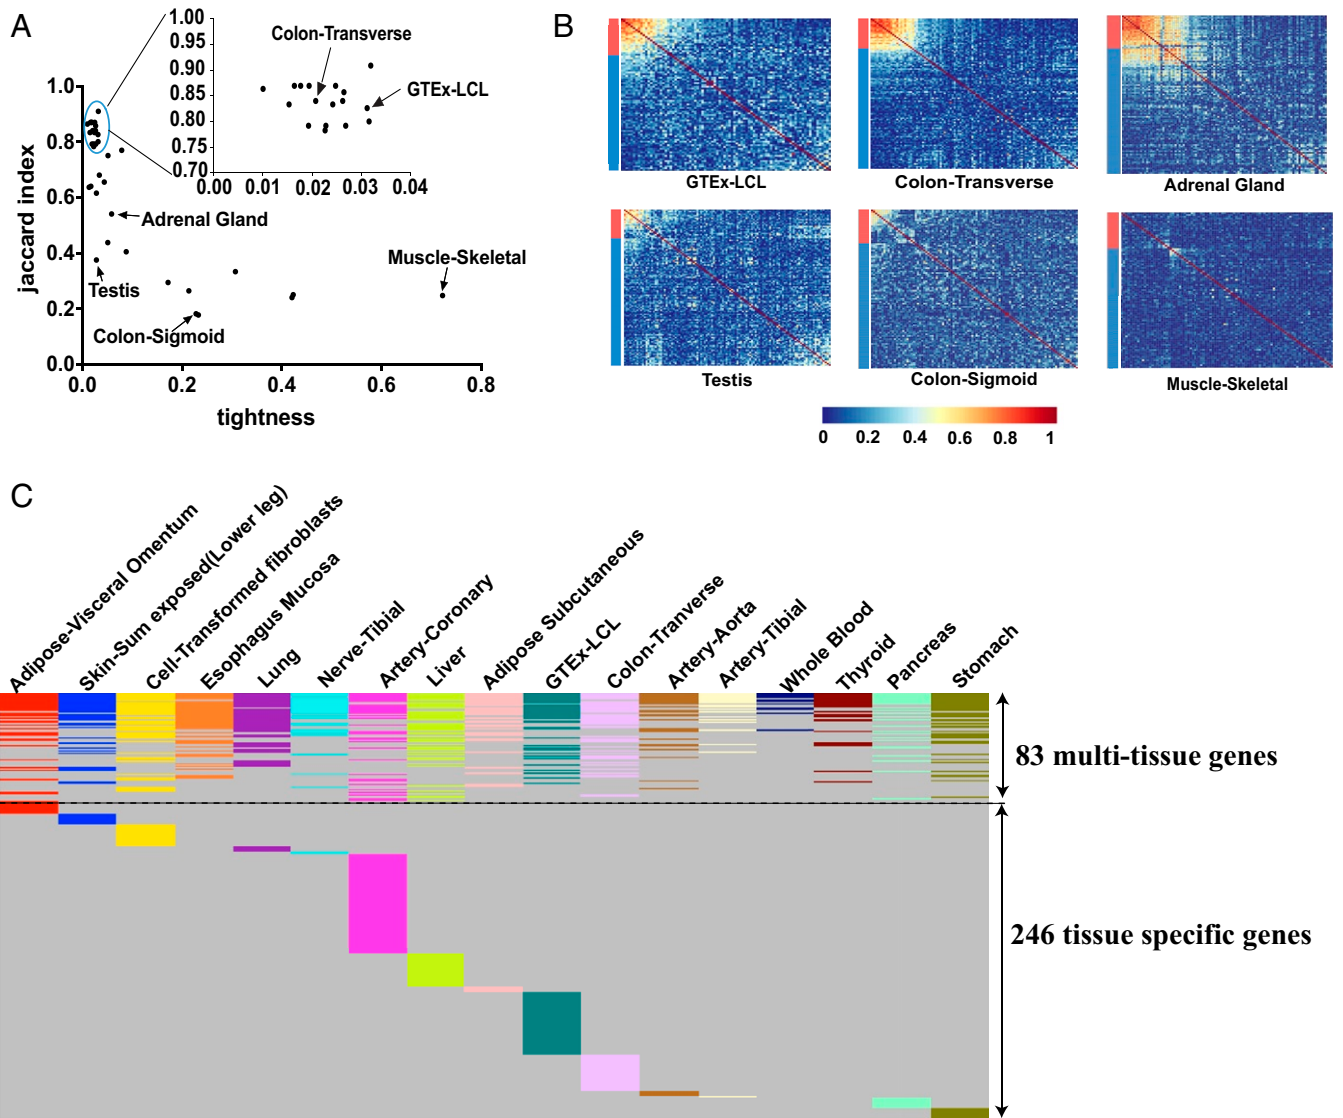 A
1.00
0.95
0.90
0.85
0.80
0.75
0.70
0.00 0.01 0.02 0.03 0.04
Colon-Transverse
GTEx-LCL
1.0
0.8
0.6
0.4
0.2
0.0
0.0 0.2 0.4 0.6 0.8
jaccard index
tightness
Adrenal Gland
Testis
Colon-Sigmoid
Muscle-Skeletal
B
GTEx-LCL
Colon-Transverse
Adrenal Gland
Testis
Colon-Sigmoid
Muscle-Skeletal
0 0.2 0.4 0.6 0.8 1
C
Adipose-Visceral Omentum
Skin-Sum exposed(Lower leg)
Cell-Transformed fibroblasts
Esophagus Mucosa
Lung
Nerve-Tibial
Artery-Coronary
Liver
Adipose Subcutaneous
GTEx-LCL
Colon-Tranverse
Artery-Aorta
Artery-Tibial
Whole Blood
Thyroid
Pancreas
Stomach
83 multi-tissue genes
246 tissue specific genes